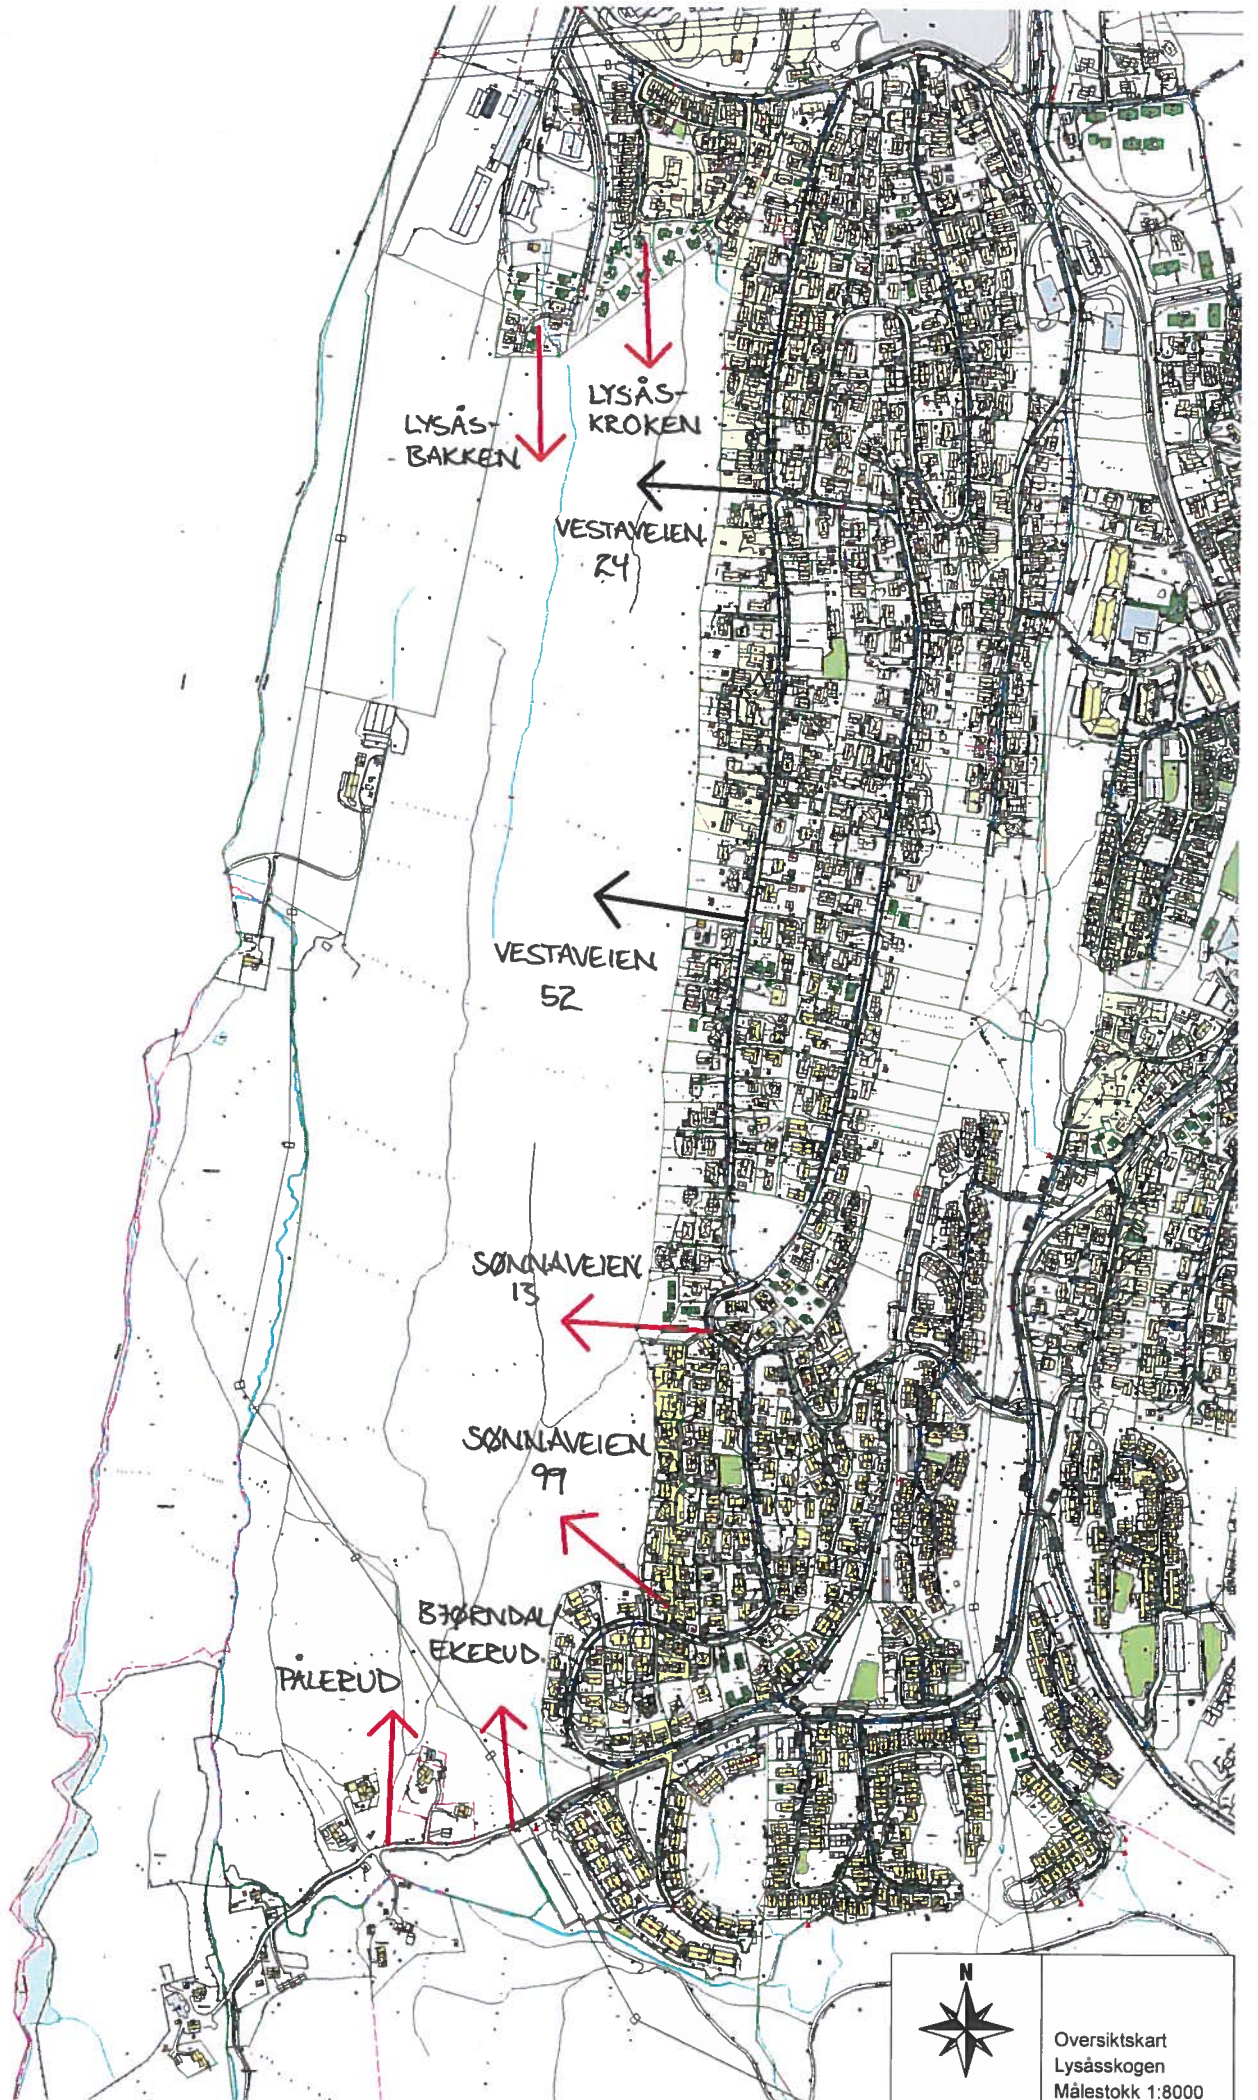 LYSÅS-
KROKEN
LYSÅS-
BAKKEN
VESTAVEIEN
24
VESTAVEIEN
52
SØNNAVEIEN
13
SØNNAVEIEN
99
BJØRNDAL
EKERUD
PÅLERUD
N
Oversiktskart
Lysåsskogen
Målestokk 1:8000